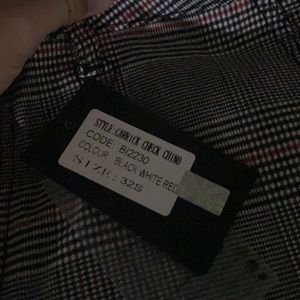 STYLE: CARRICK CHECK CHINO
CODE: BI2230
COLOUR: BLACK WHITE RED
SIZE: 32S